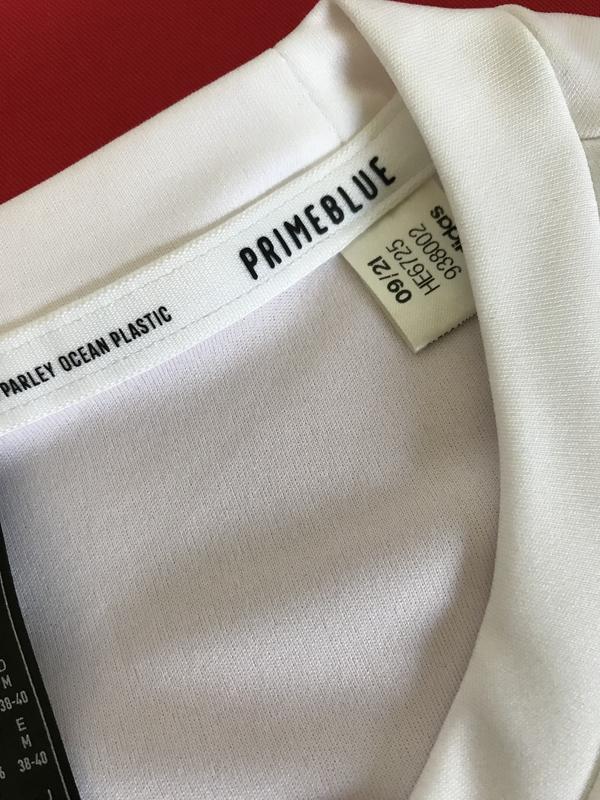 PRIMEBLUE
PARLEY OCEAN PLASTIC
adidas
938002
HE6725
09/21
D
M
38-40
E
M
38-40